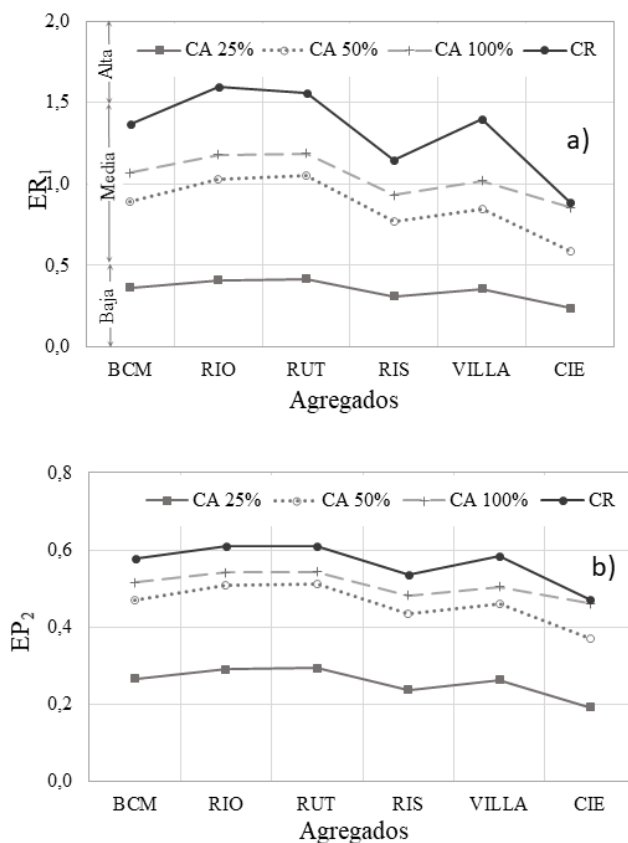 2,0
CA 25% CA 50% CA 100% CR
Alta
1,5
a)
Media
ER₁
1,0
0,5
Baja
0,0
BCM RIO RUT RIS VILLA CIE
Agregados
0,8
CA 25% CA 50% CA 100% CR
0,6
b)
EP₂
0,4
0,2
0,0
BCM RIO RUT RIS VILLA CIE
Agregados